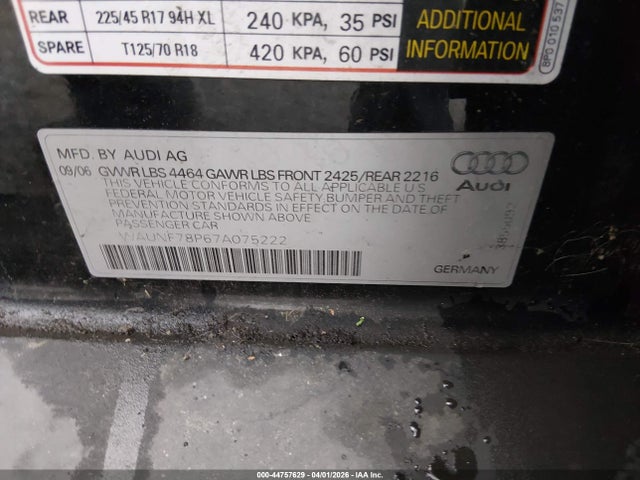 REAR 225/45 R17 94H XL 240 KPA, 35 PSI
SPARE T125/70 R18 420 KPA, 60 PSI
ADDITIONAL
INFORMATION
8P0 010 537
MFD. BY AUDI AG
09/06 GVWR LBS 4464 GAWR LBS FRONT 2425/REAR 2216
THIS VEHICLE CONFORMS TO ALL APPLICABLE U.S
FEDERAL MOTOR VEHICLE SAFETY, BUMPER AND THEFT
PREVENTION STANDARDS IN EFFECT ON THE DATE OF
MANUFACTURE SHOWN ABOVE
PASSENGER CAR
WAUNF78P67A075222
Audi
GERMANY
000-44757629 - 04/01/2026 - IAA Inc.